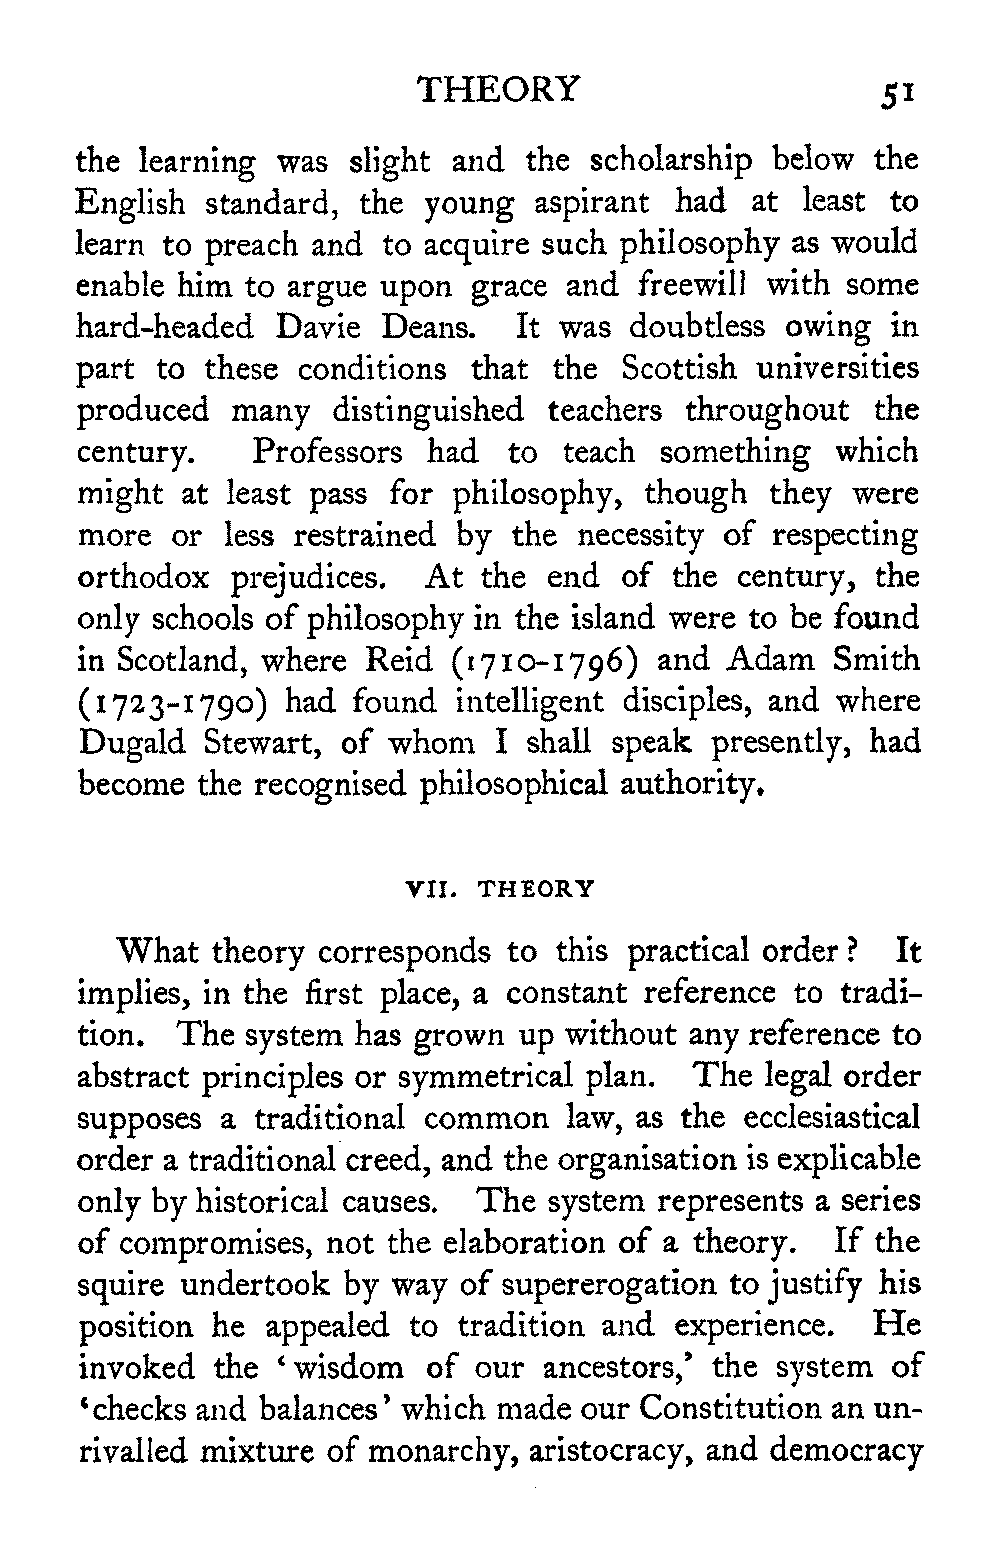 THEORY 51
the learning was slight and the scholarship below the
English standard, the young aspirant had at least to
learn to preach and to acquire such philosophy as would
enable him to argue upon grace and freewill with some
hard-headed Davie Deans. It was doubtless owing in
part to these conditions that the Scottish universities
produced many distinguished teachers throughout the
century. Professors had to teach something which
might at least pass for philosophy, though they were
more or less restrained by the necessity of respecting
orthodox prejudices. At the end of the century, the
only schools of philosophy in the island were to be found
in Scotland, where Reid (1710-1796) and Adam Smith
(1723-1790) had found intelligent disciples, and where
Dugald Stewart, of whom I shall speak presently, had
become the recognised philosophical authority.
VII. THEORY
What theory corresponds to this practical order? It
implies, in the first place, a constant reference to tradi-
tion. The system has grown up without any reference to
abstract principles or symmetrical plan. The legal order
supposes a traditional common law, as the ecclesiastical
order a traditional creed, and the organisation is explicable
only by historical causes. The system represents a series
of compromises, not the elaboration of a theory. If the
squire undertook by way of supererogation to justify his
position he appealed to tradition and experience. He
invoked the ‘wisdom of our ancestors,’ the system of
‘checks and balances’ which made our Constitution an un-
rivalled mixture of monarchy, aristocracy, and democracy